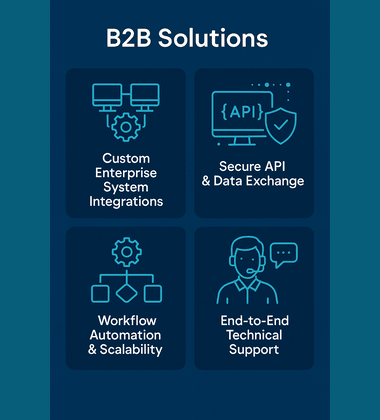 B2B Solutions
{API}
Custom
Enterprise
System
Integrations
Secure API
& Data Exchange
Workflow
Automation
& Scalability
End-to-End
Technical
Support